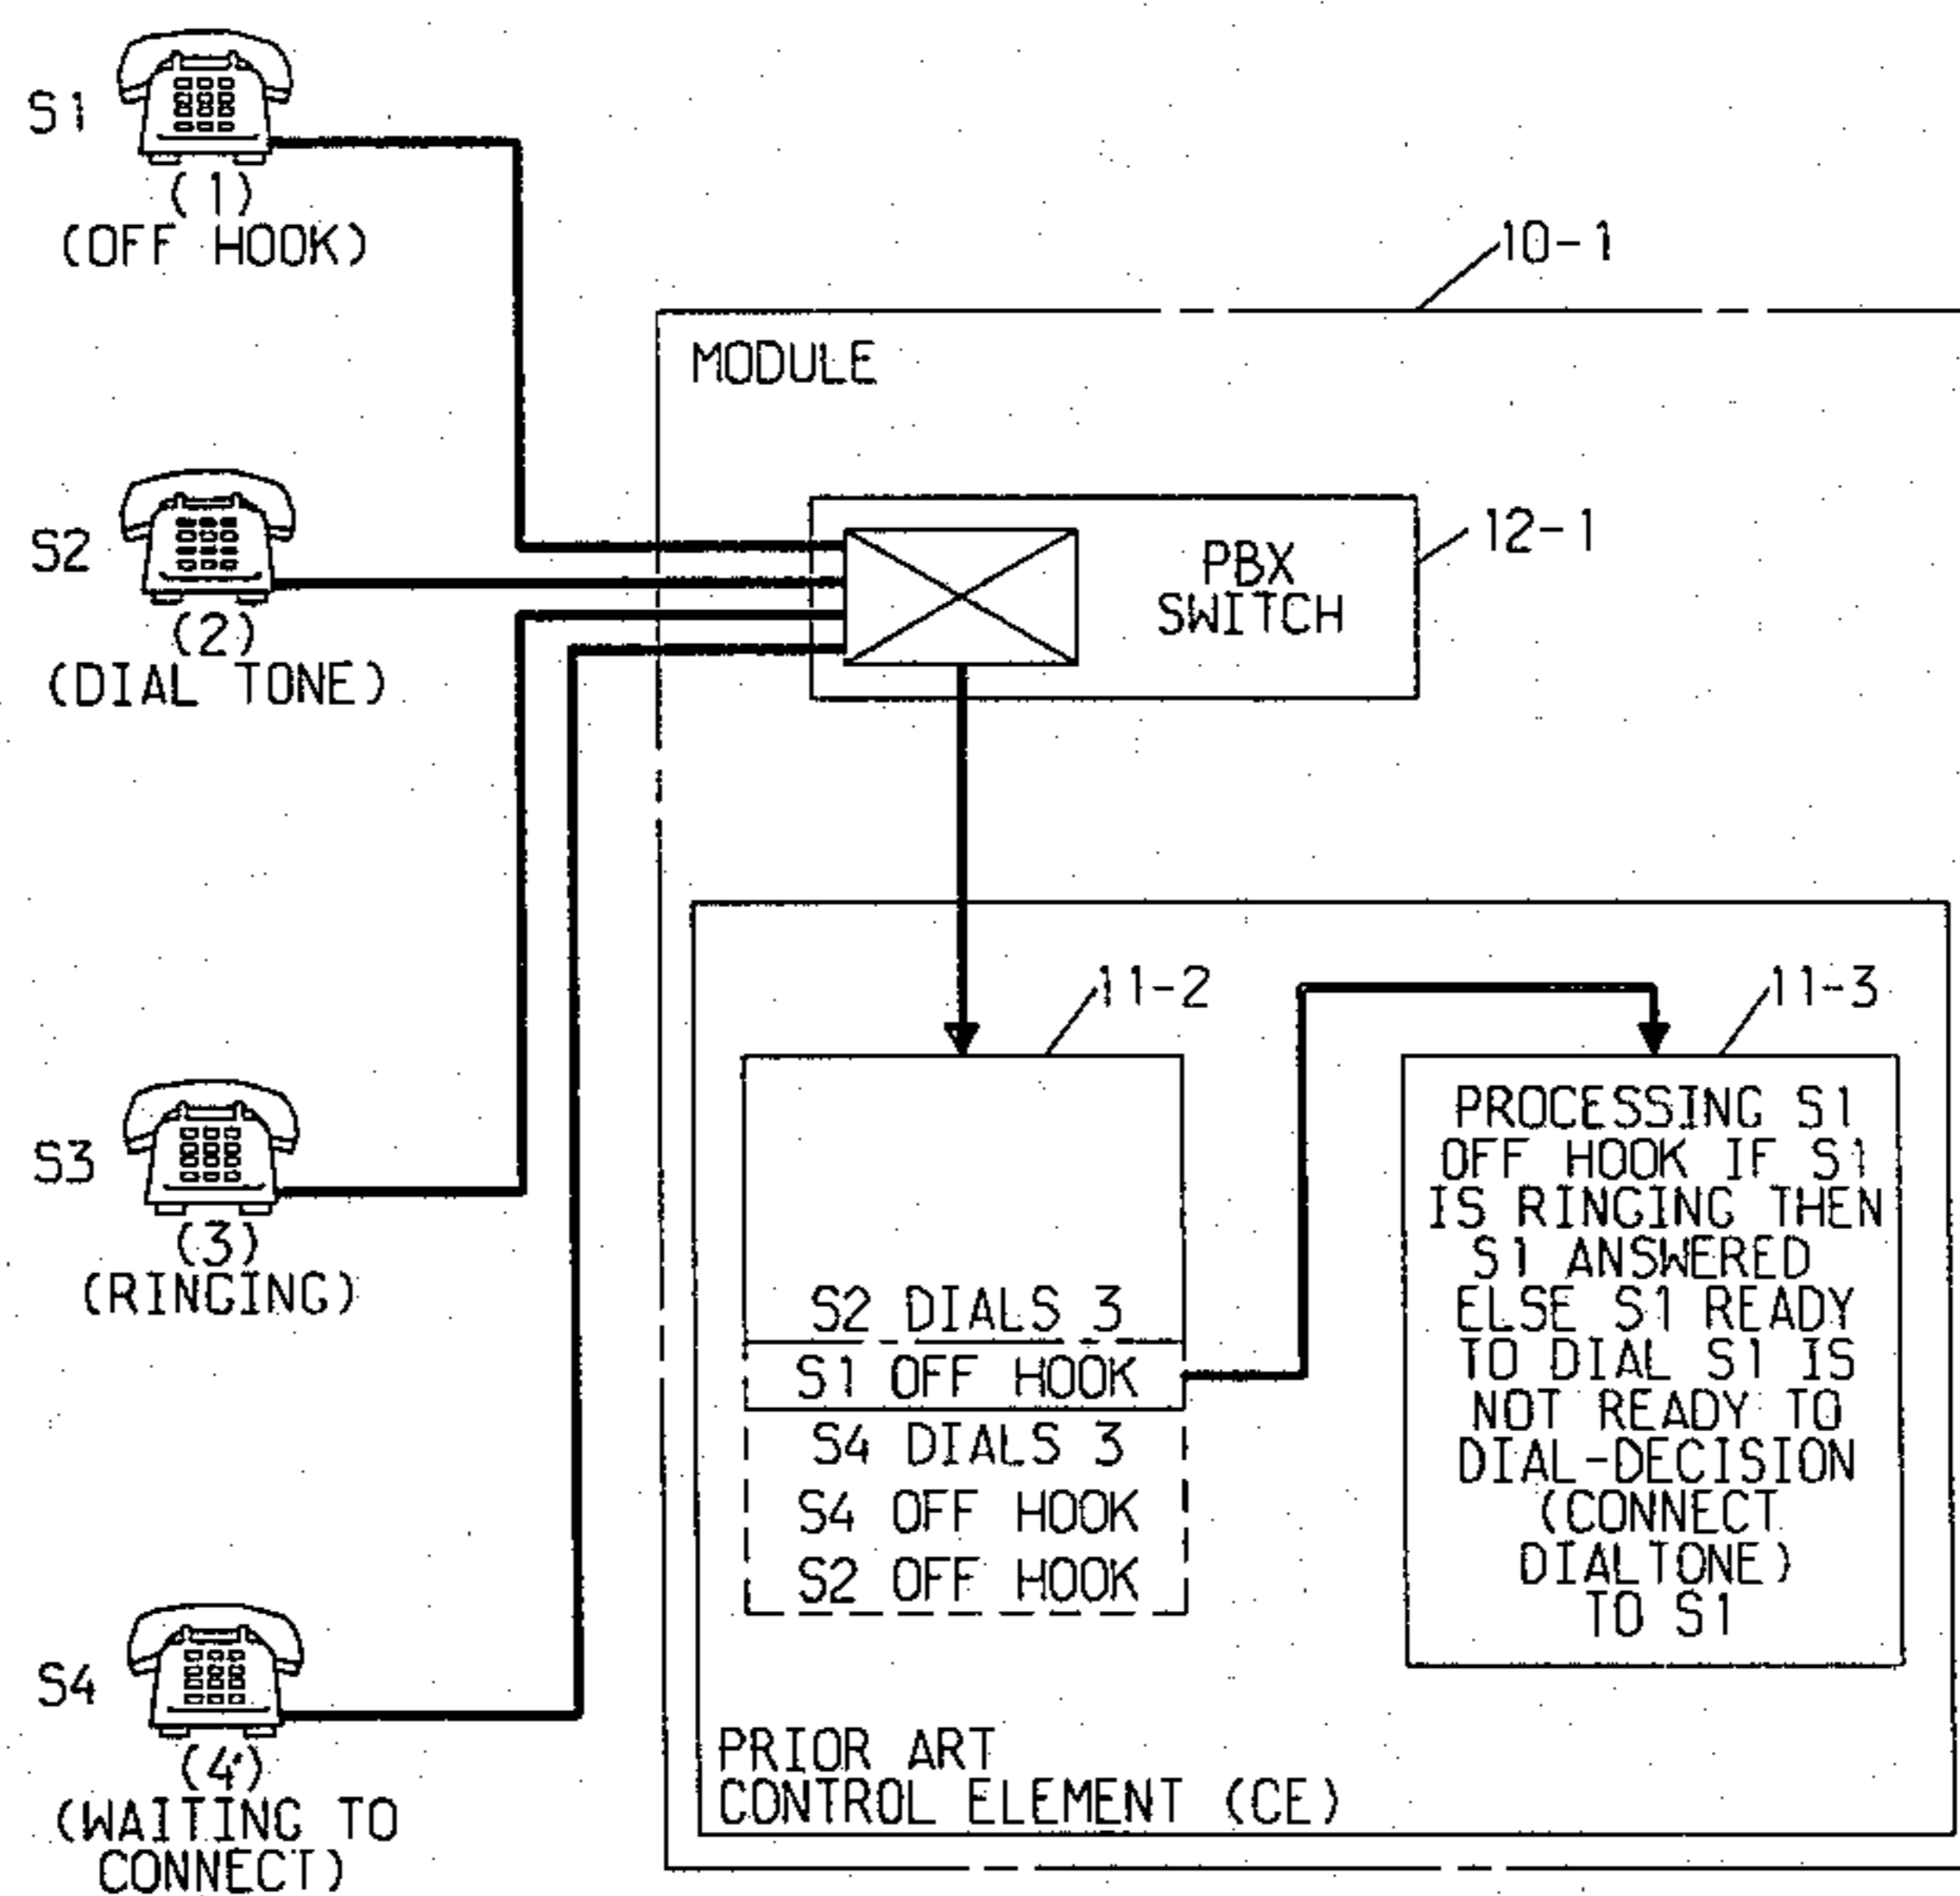 S1
(1)
(OFF HOOK)
10-1
MODULE
S2
(2)
(DIAL TONE)
PBX
SWITCH
12-1
11-2
11-3
S3
(3)
(RINGING)
S2 DIALS 3
S1 OFF HOOK
S4 DIALS 3
S4 OFF HOOK
S2 OFF HOOK
PROCESSING S1
OFF HOOK IF S1
IS RINGING THEN
S1 ANSWERED
ELSE S1 READY
TO DIAL S1 IS
NOT READY TO
DIAL-DECISION
(CONNECT
DIALTONE)
TO S1
S4
(4)
(WAITING TO
CONNECT)
PRIOR ART
CONTROL ELEMENT (CE)